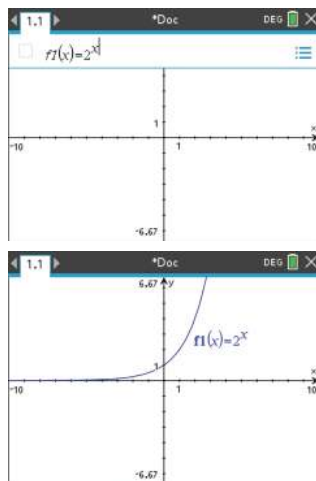 1.1 *Doc DEG
f1(x)=2^x
1
x
-10 1 10
-6.67
1.1 *Doc DEG
6.67 y
f1(x)=2^x
1
x
-10 1 10
-6.67